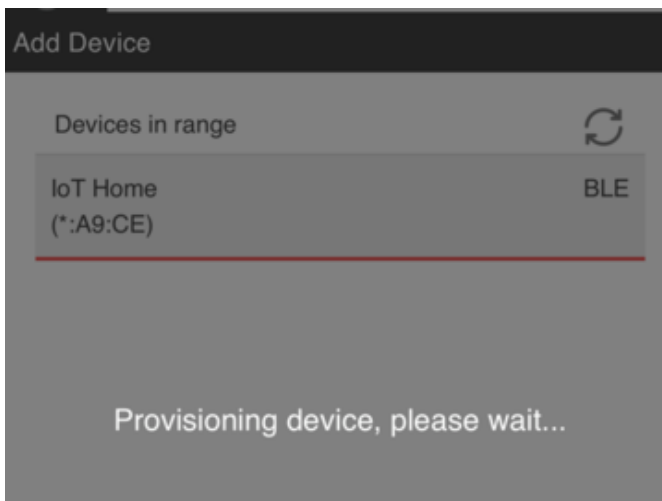 Add Device
Devices in range
IoT Home BLE
(*:A9:CE)
Provisioning device, please wait...